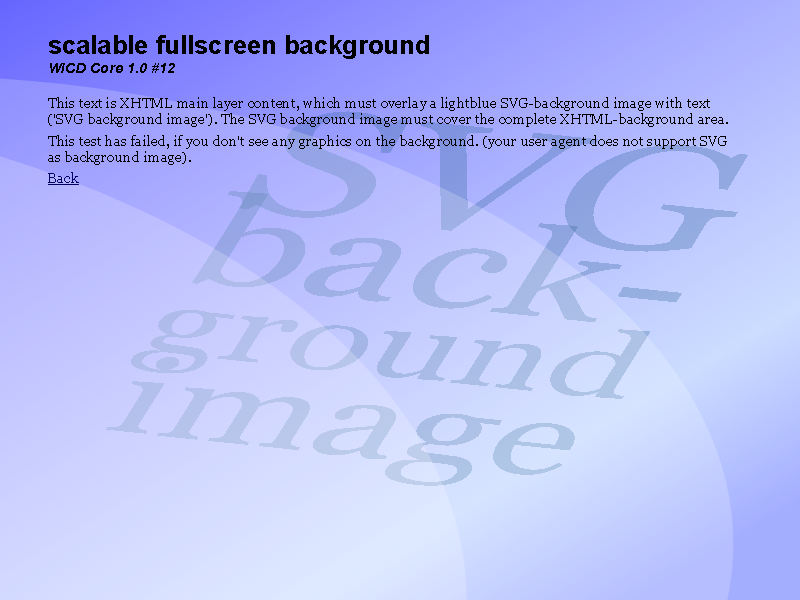 scalable fullscreen background
WiCD Core 1.0 #12
This text is XHTML main layer content, which must overlay a lightblue SVG-background image with text
('SVG background image'). The SVG background image must cover the complete XHTML-background area.
This test has failed, if you don't see any graphics on the background. (your user agent does not support SVG
as background image).
Back
SVG
back-
ground
image